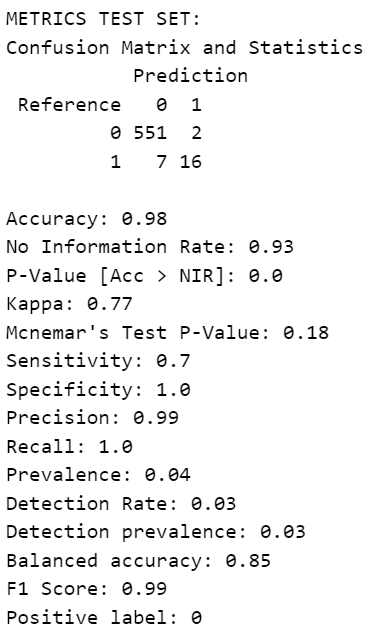 METRICS TEST SET:
Confusion Matrix and Statistics
Prediction
Reference 0 1
0 551 2
1 7 16
Accuracy: 0.98
No Information Rate: 0.93
P-Value [Acc > NIR]: 0.0
Kappa: 0.77
Mcnemar's Test P-Value: 0.18
Sensitivity: 0.7
Specificity: 1.0
Precision: 0.99
Recall: 1.0
Prevalence: 0.04
Detection Rate: 0.03
Detection prevalence: 0.03
Balanced accuracy: 0.85
F1 Score: 0.99
Positive label: 0